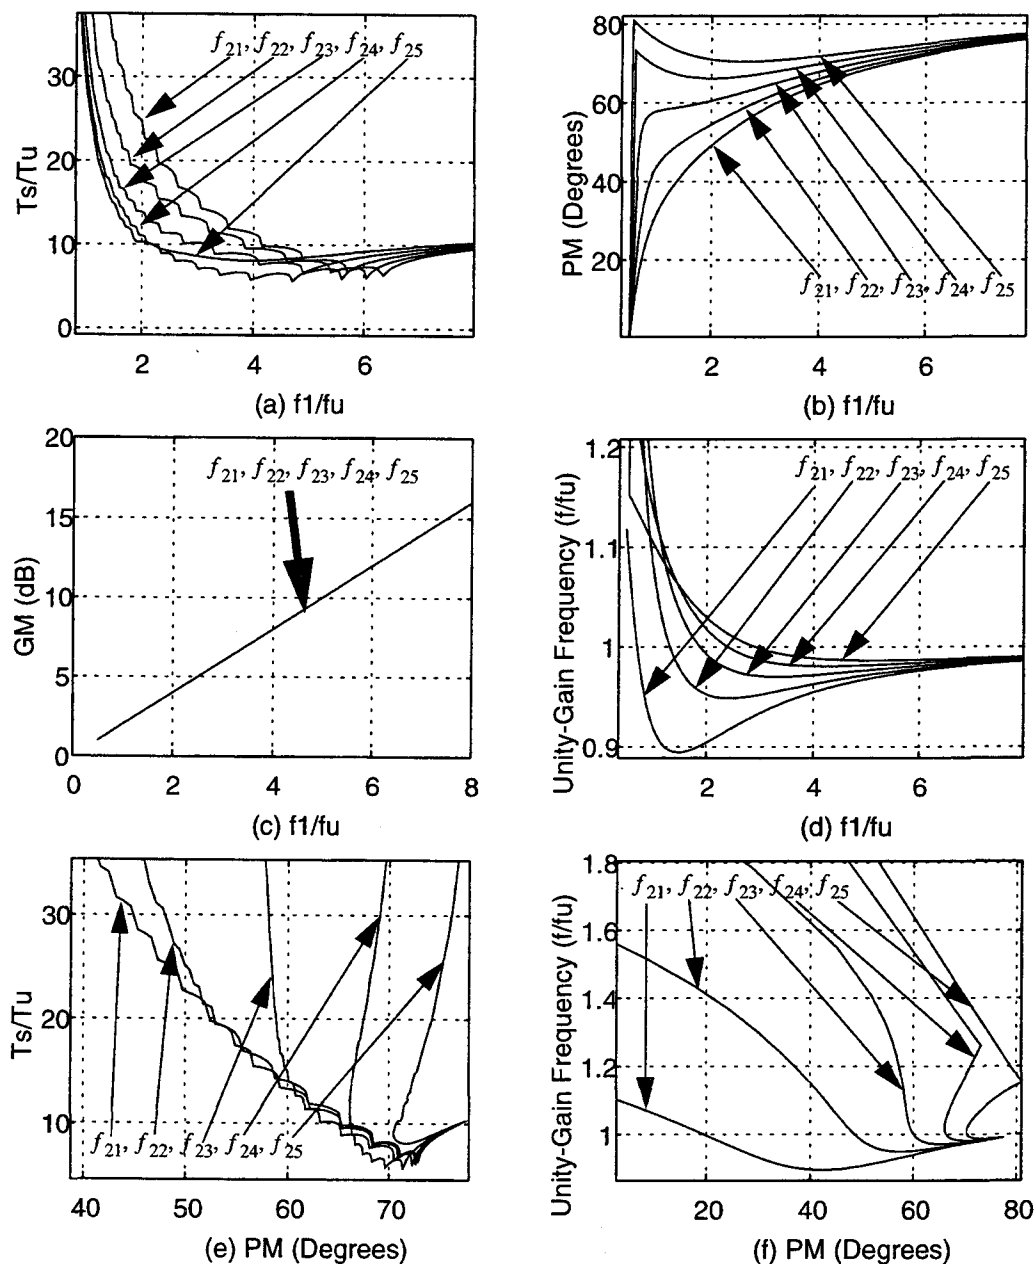 Ts/Tu
30
20
10
0
f21, f22, f23, f24, f25
2 4 6
(a) f1/fu
PM (Degrees)
80
60
40
20
f21, f22, f23, f24, f25
2 4 6
(b) f1/fu
GM (dB)
20
15
10
5
0
f21, f22, f23, f24, f25
0 2 4 6 8
(c) f1/fu
Unity-Gain Frequency (f/fu)
1.2
1.1
1
0.9
f21, f22, f23, f24, f25
2 4 6
(d) f1/fu
Ts/Tu
30
20
10
f21, f22, f23, f24, f25
40 50 60 70
(e) PM (Degrees)
Unity-Gain Frequency (f/fu)
1.8
1.6
1.4
1.2
1
f21, f22, f23, f24, f25
20 40 60 80
(f) PM (Degrees)